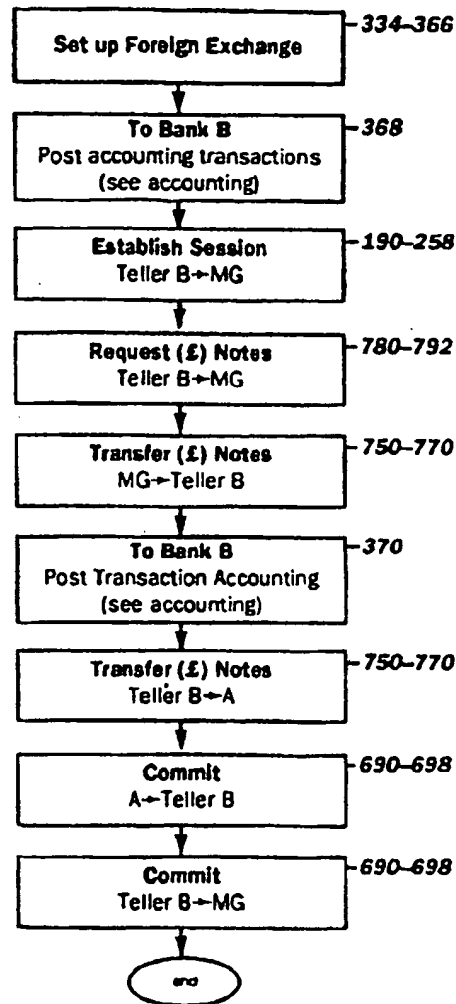 Set up Foreign Exchange
334–366
To Bank B
368
Post accounting transactions
(see accounting)
Establish Session
190–258
Teller B→MG
Request (£) Notes
780–792
Teller B→MG
Transfer (£) Notes
750–770
MG→Teller B
To Bank B
370
Post Transaction Accounting
(see accounting)
Transfer (£) Notes
750–770
Teller B→A
Commit
690–698
A→Teller B
Commit
690–698
Teller B→MG
end